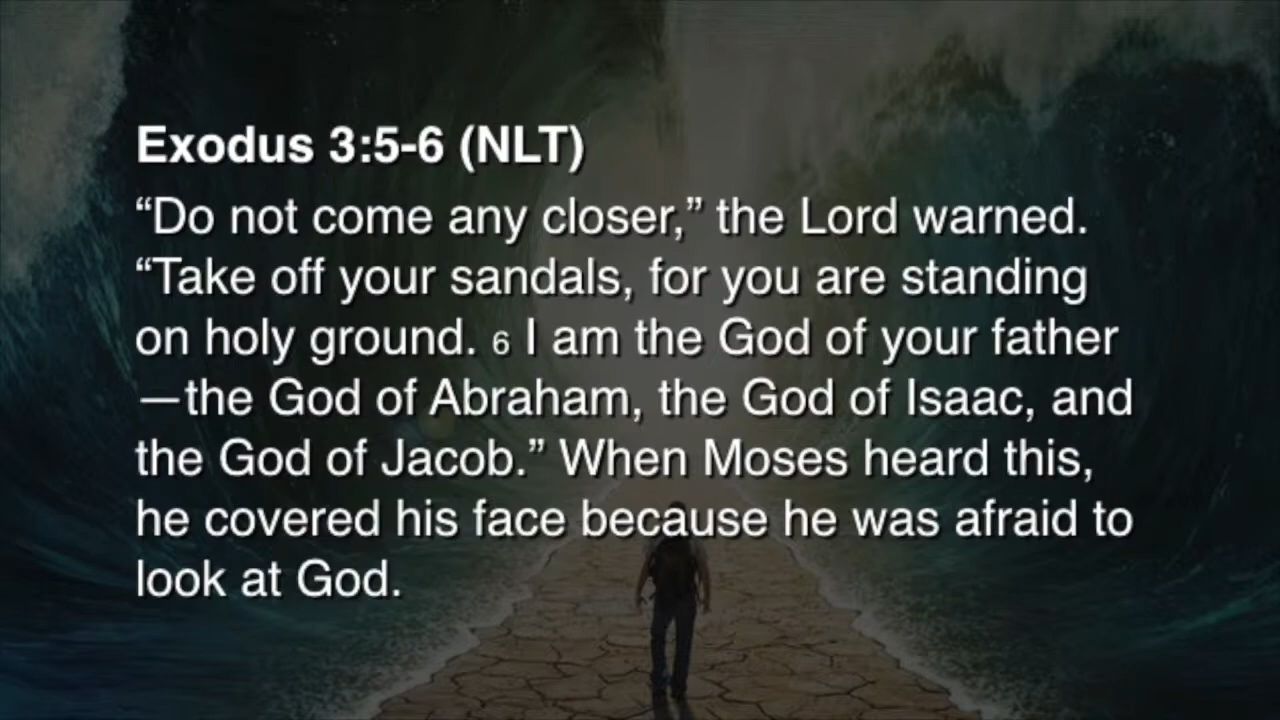 Exodus 3:5-6 (NLT)
“Do not come any closer,” the Lord warned.
“Take off your sandals, for you are standing
on holy ground. 6 I am the God of your father
—the God of Abraham, the God of Isaac, and
the God of Jacob.” When Moses heard this,
he covered his face because he was afraid to
look at God.